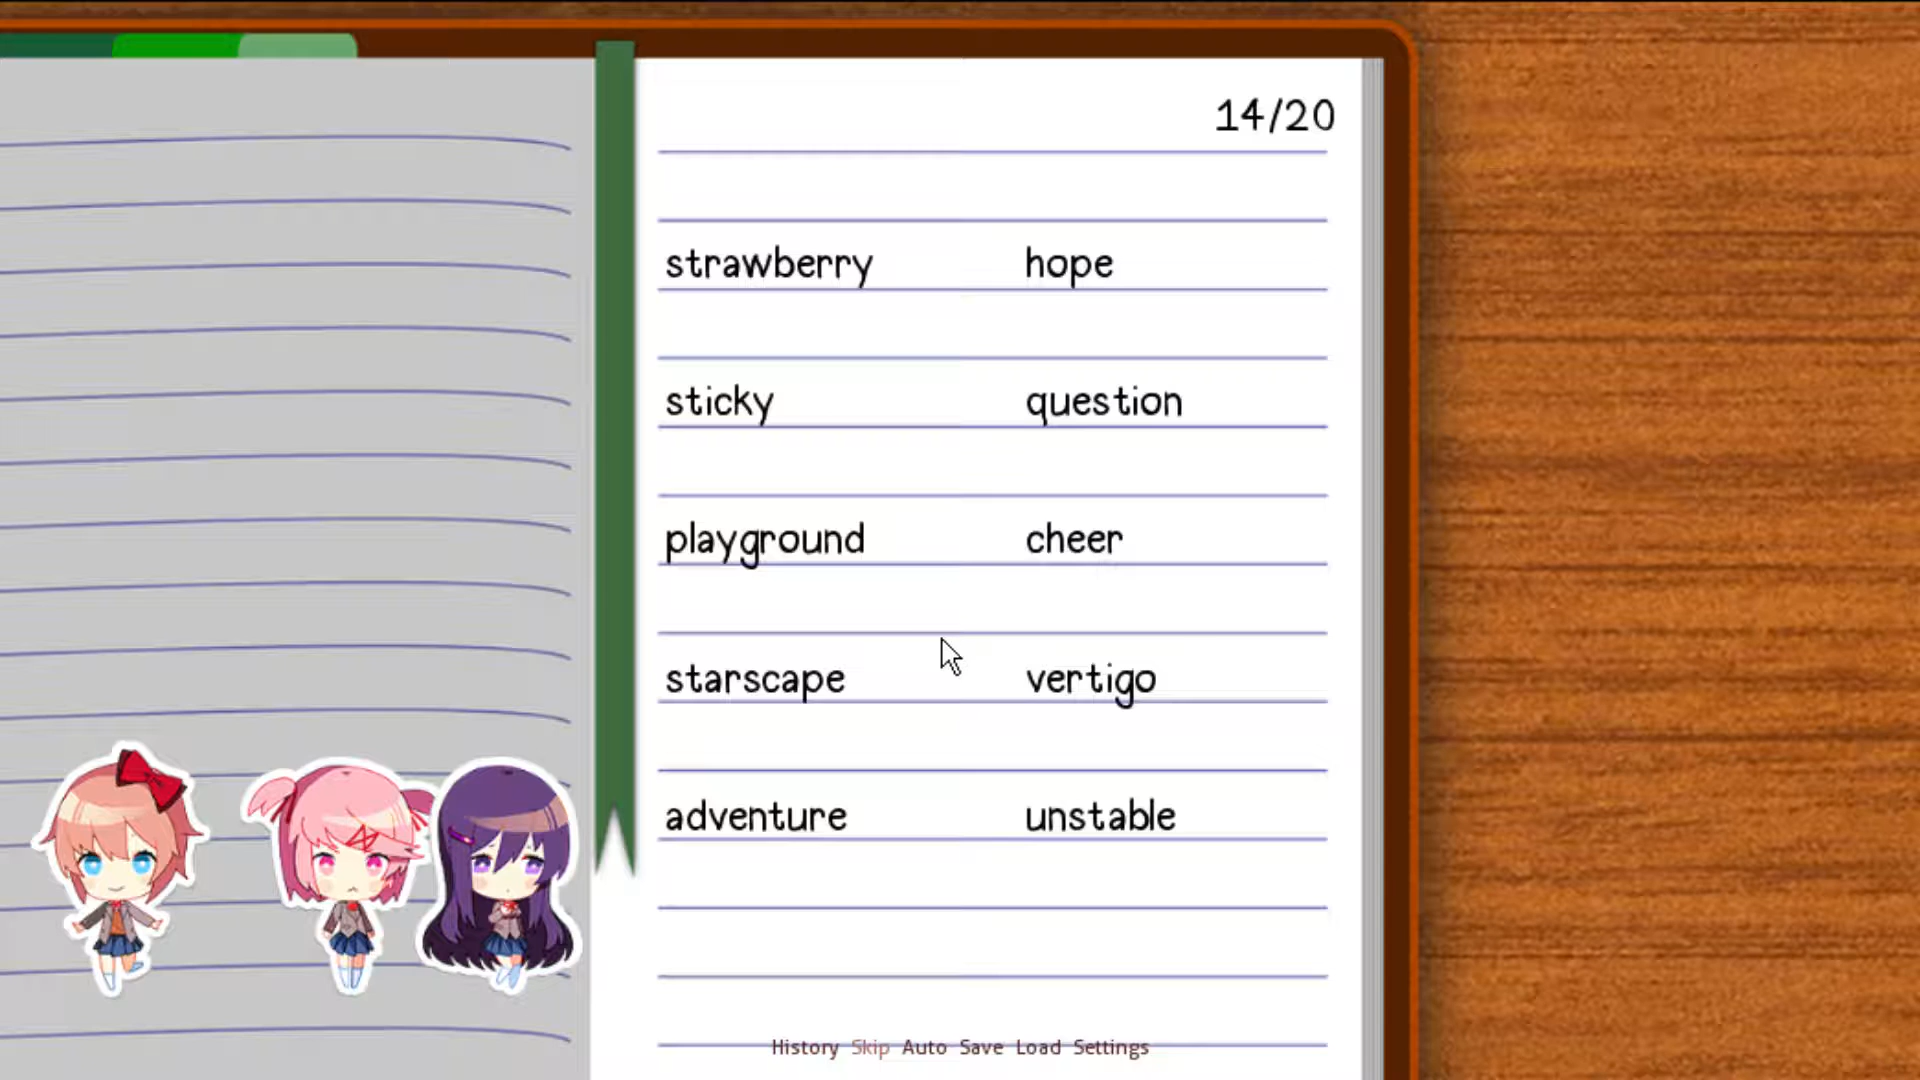 14/20
strawberry hope
sticky question
playground cheer
starscape vertigo
adventure unstable
History Skip Auto Save Load Settings